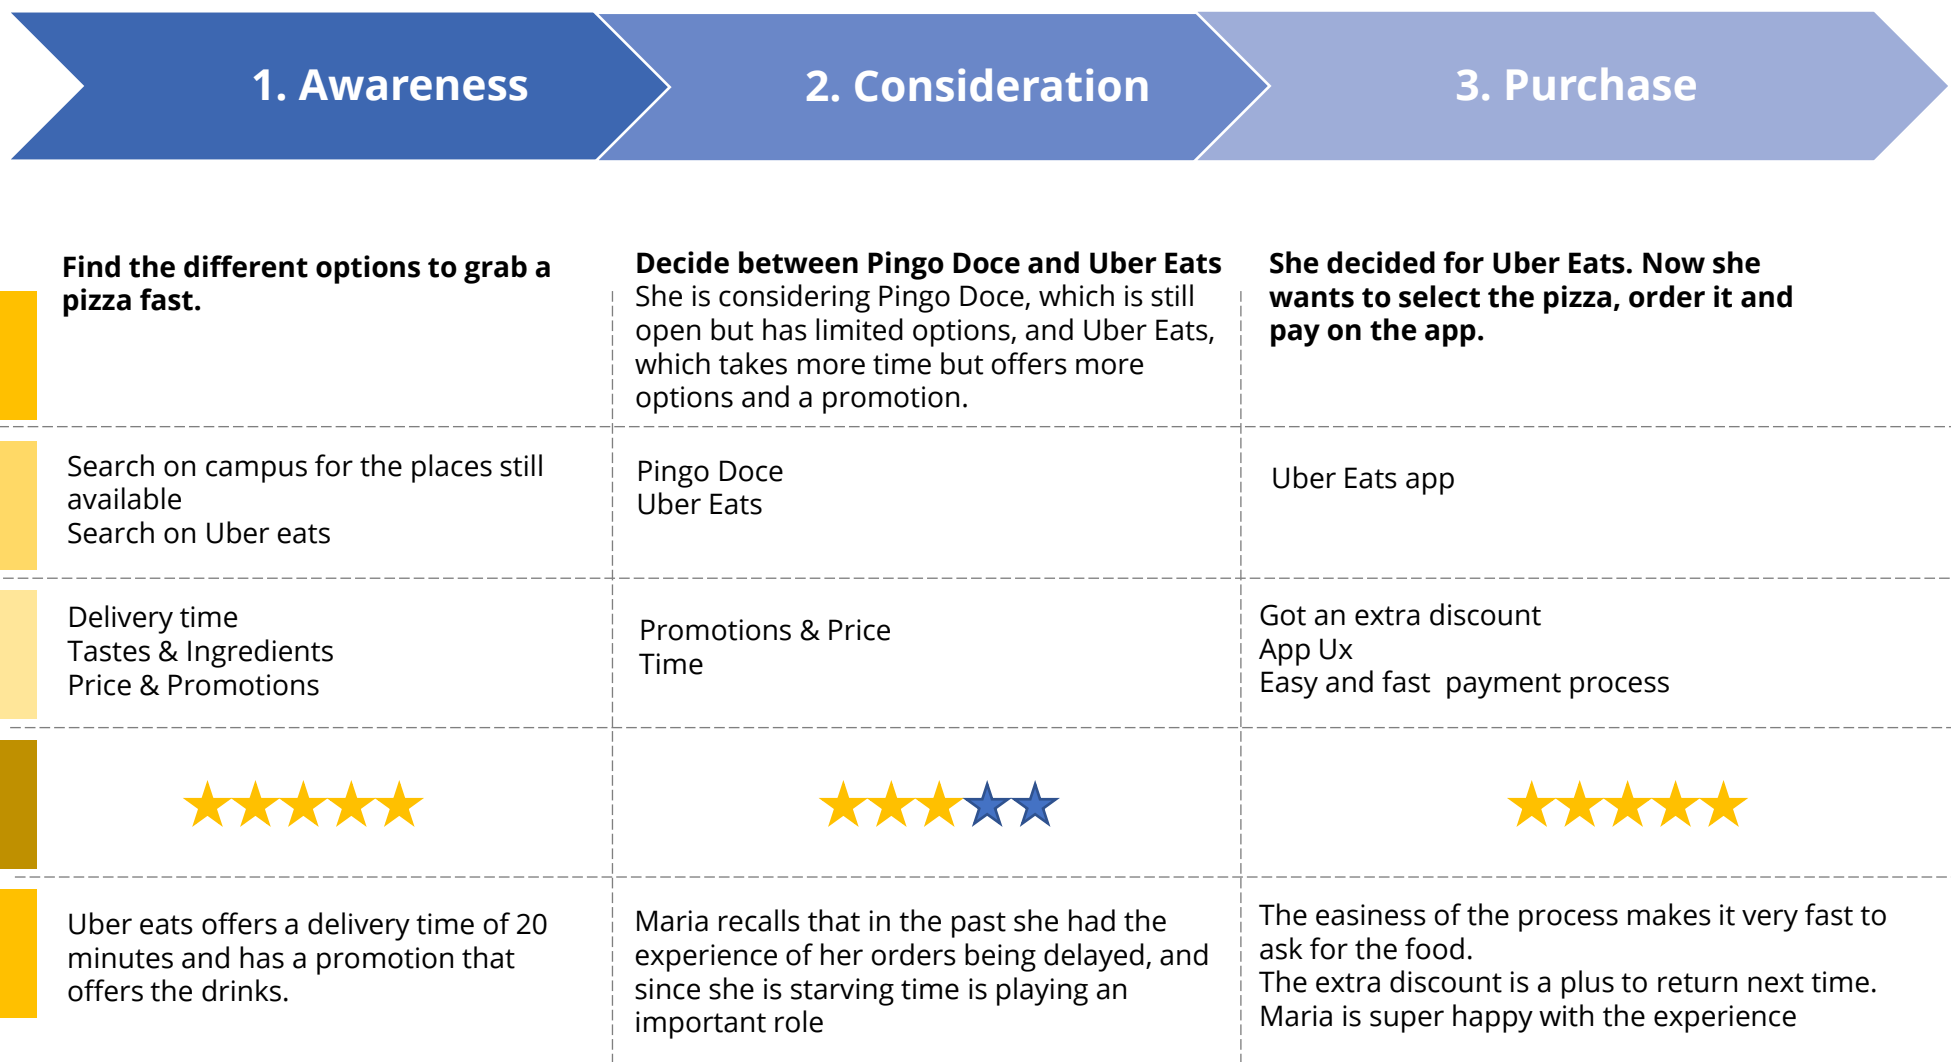 1. Awareness
2. Consideration
3. Purchase
Find the different options to grab a
pizza fast.
Decide between Pingo Doce and Uber Eats
She is considering Pingo Doce, which is still
open but has limited options, and Uber Eats,
which takes more time but offers more
options and a promotion.
She decided for Uber Eats. Now she
wants to select the pizza, order it and
pay on the app.
Search on campus for the places still
available
Search on Uber eats
Pingo Doce
Uber Eats
Uber Eats app
Delivery time
Tastes & Ingredients
Price & Promotions
Promotions & Price
Time
Got an extra discount
App Ux
Easy and fast  payment process
Uber eats offers a delivery time of 20
minutes and has a promotion that
offers the drinks.
Maria recalls that in the past she had the
experience of her orders being delayed, and
since she is starving time is playing an
important role
The easiness of the process makes it very fast to
ask for the food.
The extra discount is a plus to return next time.
Maria is super happy with the experience